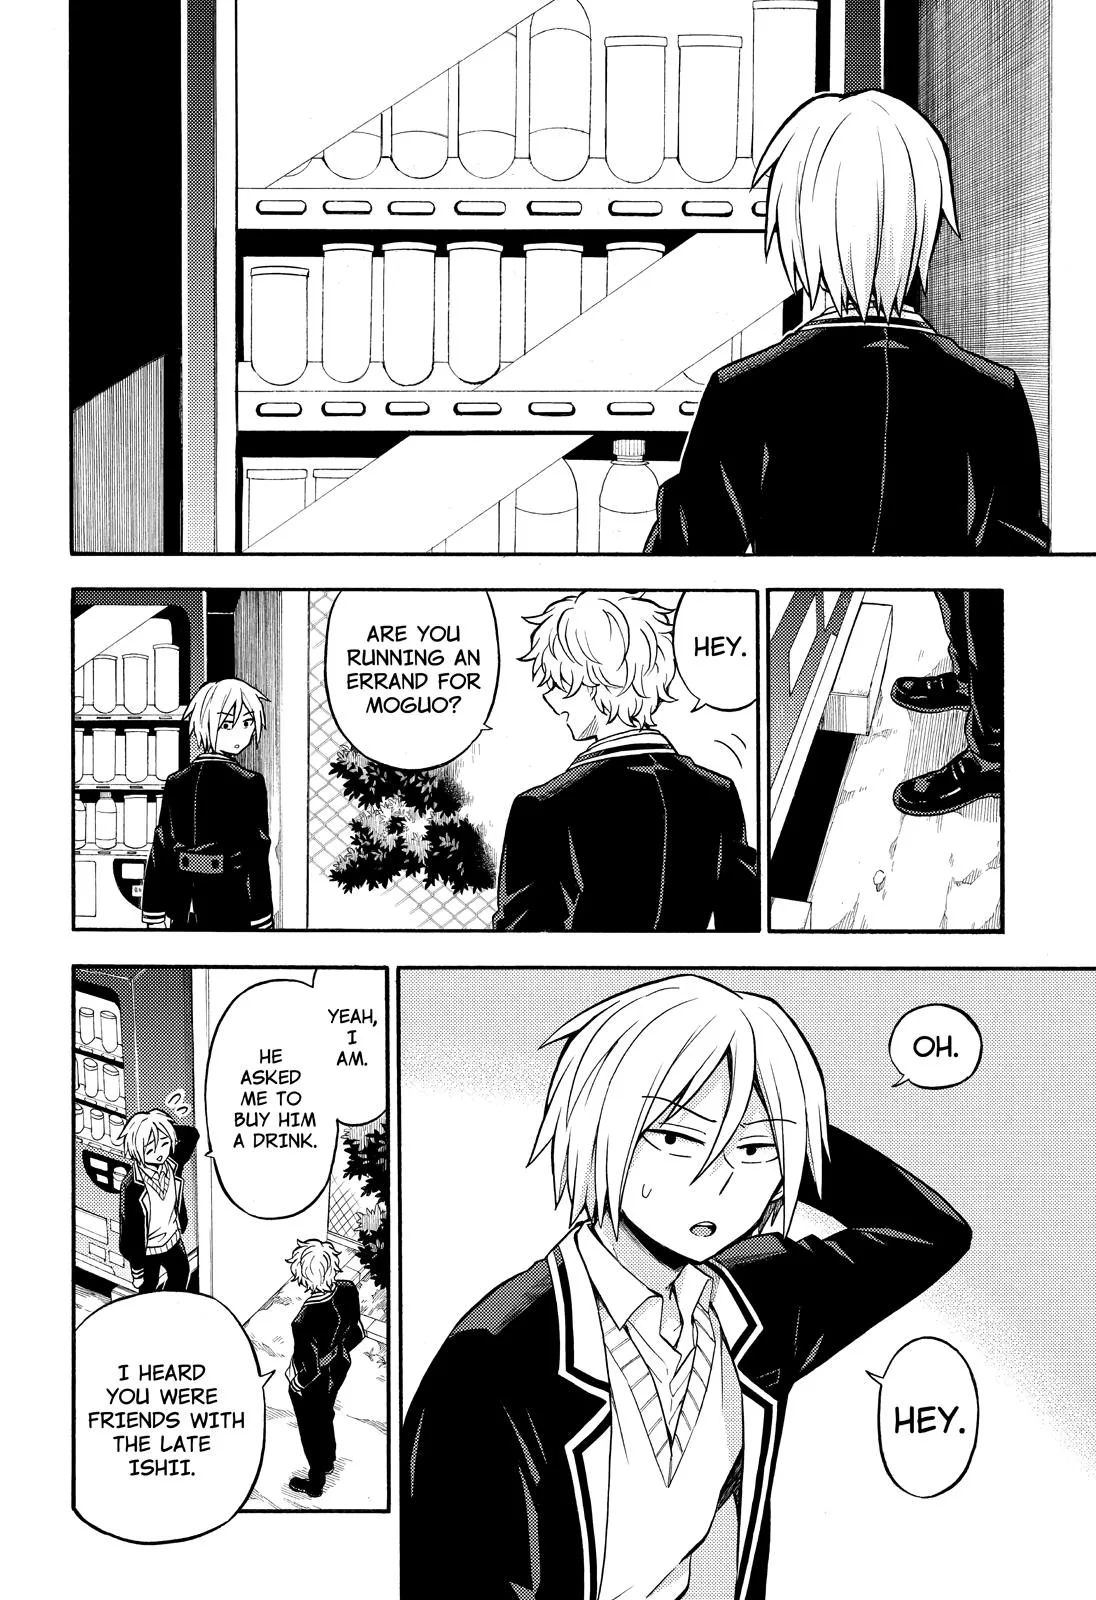 HEY.
ARE YOU
RUNNING AN
ERRAND FOR
MOGUO?
OH.
HEY.
YEAH,
I
AM.
HE
ASKED
ME TO
BUY HIM
A DRINK.
I HEARD
YOU WERE
FRIENDS WITH
THE LATE
ISHII.